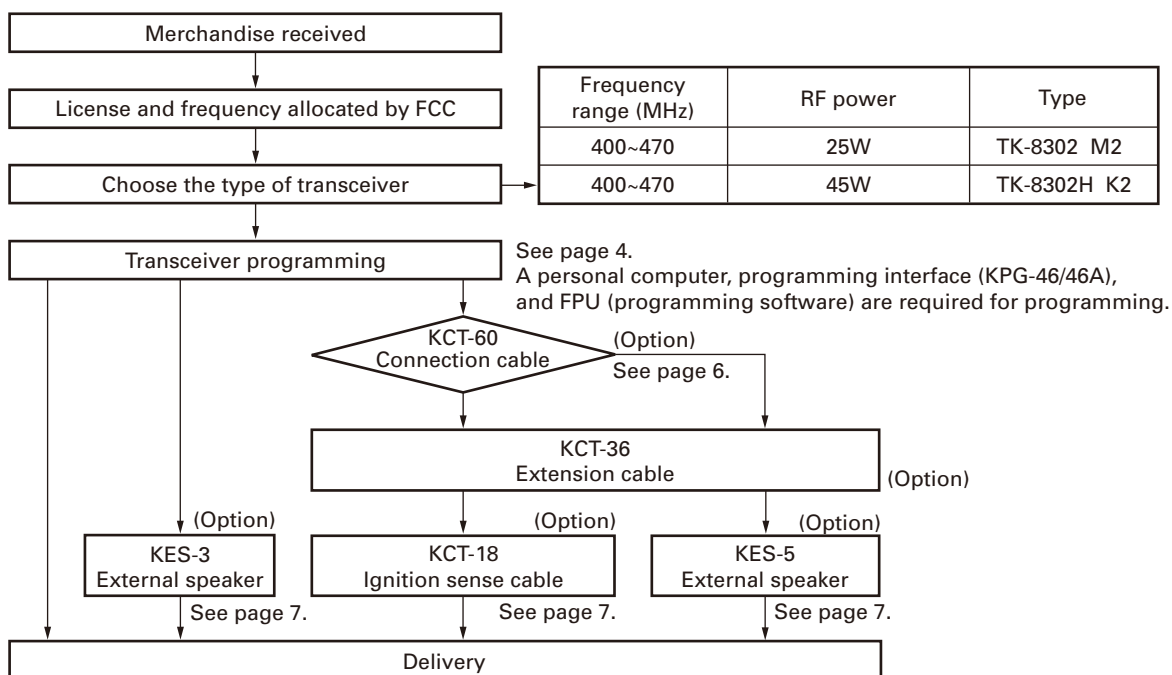 Merchandise received
License and frequency allocated by FCC
Choose the type of transceiver
Frequency
range (MHz)
RF power
Type
400~470
25W
TK-8302 M2
400~470
45W
TK-8302H K2
Transceiver programming
See page 4.
A personal computer, programming interface (KPG-46/46A),
and FPU (programming software) are required for programming.
KCT-60
Connection cable
(Option)
See page 6.
KCT-36
Extension cable
(Option)
(Option)
KES-3
External speaker
See page 7.
(Option)
KCT-18
Ignition sense cable
See page 7.
(Option)
KES-5
External speaker
See page 7.
Delivery